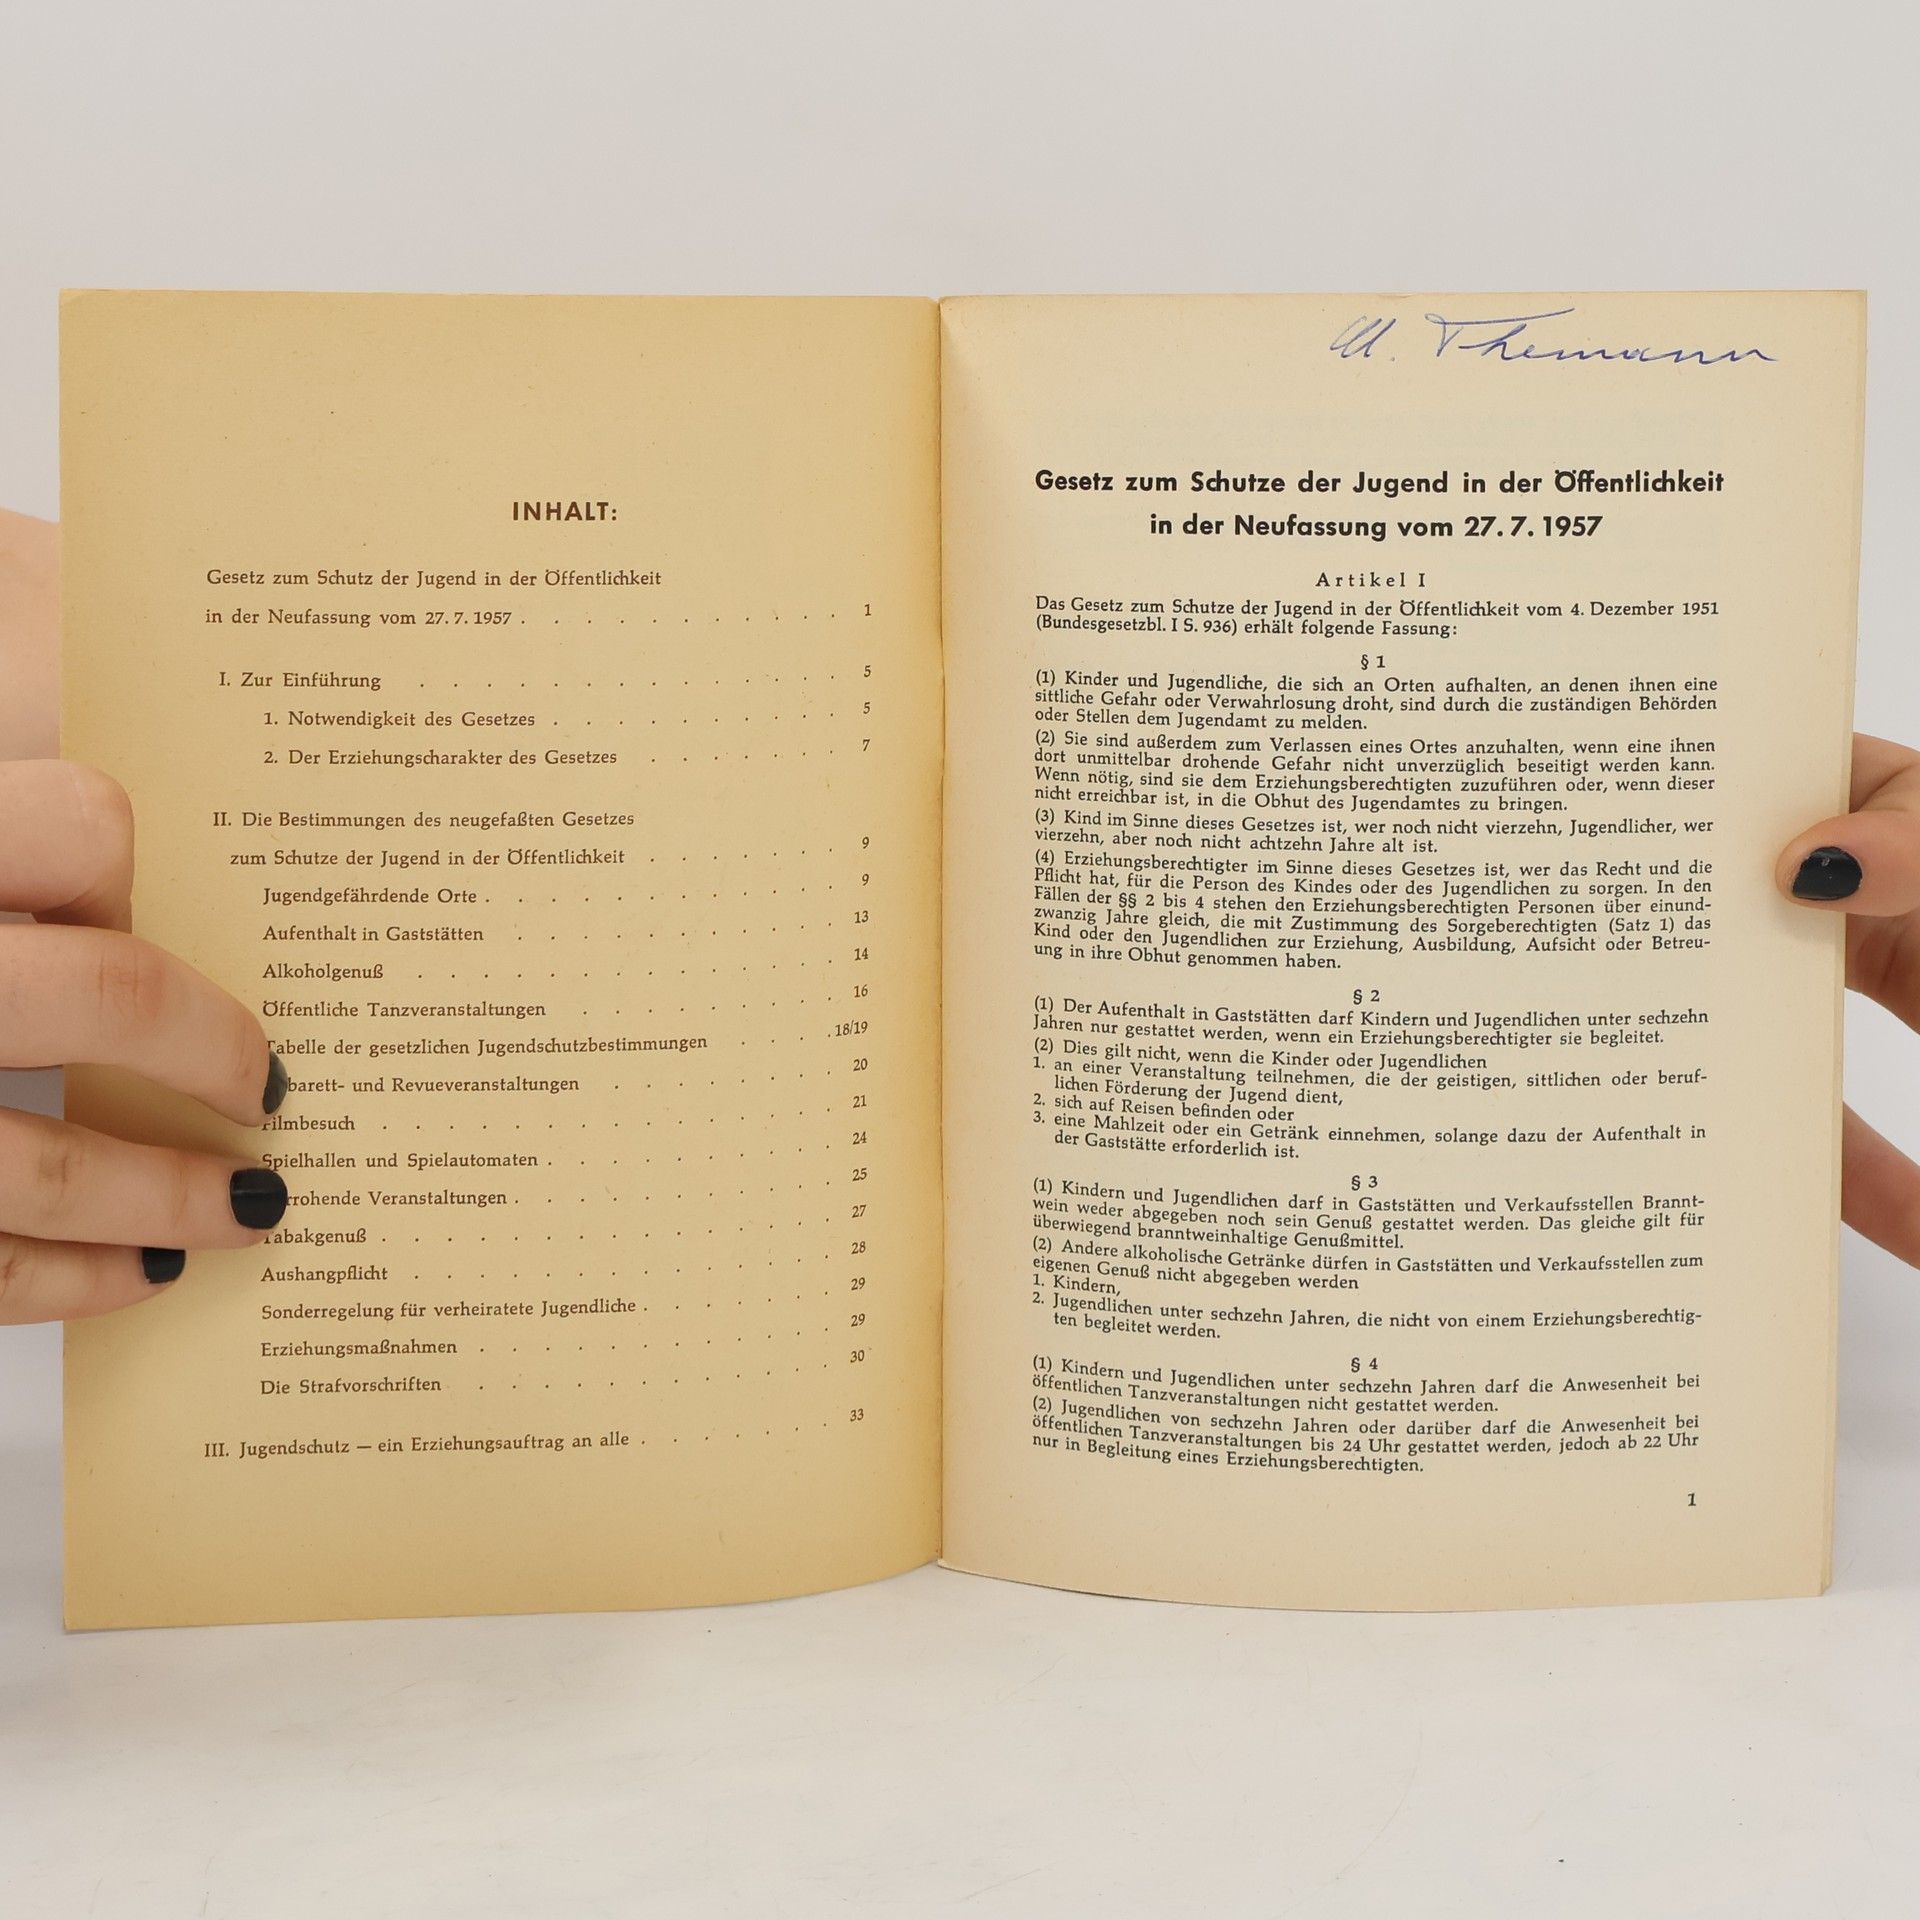 INHALT:
Gesetz zum Schutz der Jugend in der Öffentlichkeit
in der Neufassung vom 27. 7. 1957 . . . . . . . . . . 1
I. Zur Einführung . . . . . . . . . . . . . 5
1. Notwendigkeit des Gesetzes . . . . . . . . . 5
2. Der Erziehungscharakter des Gesetzes . . . . . . 7
II. Die Bestimmungen des neugefaßten Gesetzes
zum Schutze der Jugend in der Öffentlichkeit . . . . . . 9
Jugendgefährdende Orte . . . . . . . . . . 9
Aufenthalt in Gaststätten . . . . . . . . . . 13
Alkoholgenuß . . . . . . . . . . . . . 14
Öffentliche Tanzveranstaltungen . . . . . . . 16
Tabelle der gesetzlichen Jugendschutzbestimmungen . . . . 18/19
barett- und Revueveranstaltungen . . . . . . . 20
Filmbesuch . . . . . . . . . . . . . 21
Spielhallen und Spielautomaten . . . . . . . . . 24
rrohende Veranstaltungen . . . . . . . . . . 25
Tabakgenuß . . . . . . . . . . . . . 27
Aushangpflicht . . . . . . . . . . . . . 28
Sonderregelung für verheiratete Jugendliche . . . . . . . 29
Erziehungsmaßnahmen . . . . . . . . . . . 29
Die Strafvorschriften . . . . . . . . . . . 30
III. Jugendschutz — ein Erziehungsauftrag an alle . . . . . . . 33
Themann
Gesetz zum Schutze der Jugend in der Öffentlichkeit
in der Neufassung vom 27. 7. 1957
Artikel I
Das Gesetz zum Schutze der Jugend in der Öffentlichkeit vom 4. Dezember 1951
(Bundesgesetzbl. I S. 936) erhält folgende Fassung:
§ 1
(1) Kinder und Jugendliche, die sich an Orten aufhalten, an denen ihnen eine
sittliche Gefahr oder Verwahrlosung droht, sind durch die zuständigen Behörden
oder Stellen dem Jugendamt zu melden.
(2) Sie sind außerdem zum Verlassen eines Ortes anzuhalten, wenn eine ihnen
dort unmittelbar drohende Gefahr nicht unverzüglich beseitigt werden kann.
Wenn nötig, sind sie dem Erziehungsberechtigten zuzuführen oder, wenn dieser
nicht erreichbar ist, in die Obhut des Jugendamtes zu bringen.
(3) Kind im Sinne dieses Gesetzes ist, wer noch nicht vierzehn, Jugendlicher, wer
vierzehn, aber noch nicht achtzehn Jahre alt ist.
(4) Erziehungsberechtigter im Sinne dieses Gesetzes ist, wer das Recht und die
Pflicht hat, für die Person des Kindes oder des Jugendlichen zu sorgen. In den
Fällen der §§ 2 bis 4 stehen den Erziehungsberechtigten Personen über einund-
zwanzig Jahre gleich, die mit Zustimmung des Sorgeberechtigten (Satz 1) das
Kind oder den Jugendlichen zur Erziehung, Ausbildung, Aufsicht oder Betreu-
ung in ihre Obhut genommen haben.
§ 2
(1) Der Aufenthalt in Gaststätten darf Kindern und Jugendlichen unter sechzehn
Jahren nur gestattet werden, wenn ein Erziehungsberechtigter sie begleitet.
(2) Dies gilt nicht, wenn die Kinder oder Jugendlichen
1. an einer Veranstaltung teilnehmen, die der geistigen, sittlichen oder beruf-
lichen Förderung der Jugend dient,
2. sich auf Reisen befinden oder
3. eine Mahlzeit oder ein Getränk einnehmen, solange dazu der Aufenthalt in
der Gaststätte erforderlich ist.
§ 3
(1) Kindern und Jugendlichen darf in Gaststätten und Verkaufsstellen Brannt-
wein weder abgegeben noch sein Genuß gestattet werden. Das gleiche gilt für
überwiegend branntweinhaltige Genußmittel.
(2) Andere alkoholische Getränke dürfen in Gaststätten und Verkaufsstellen zum
eigenen Genuß nicht abgegeben werden
1. Kindern,
2. Jugendlichen unter sechzehn Jahren, die nicht von einem Erziehungsberechtig-
ten begleitet werden.
§ 4
(1) Kindern und Jugendlichen unter sechzehn Jahren darf die Anwesenheit bei
öffentlichen Tanzveranstaltungen nicht gestattet werden.
(2) Jugendlichen von sechzehn Jahren oder darüber darf die Anwesenheit bei
öffentlichen Tanzveranstaltungen bis 24 Uhr gestattet werden, jedoch ab 22 Uhr
nur in Begleitung eines Erziehungsberechtigten.
1